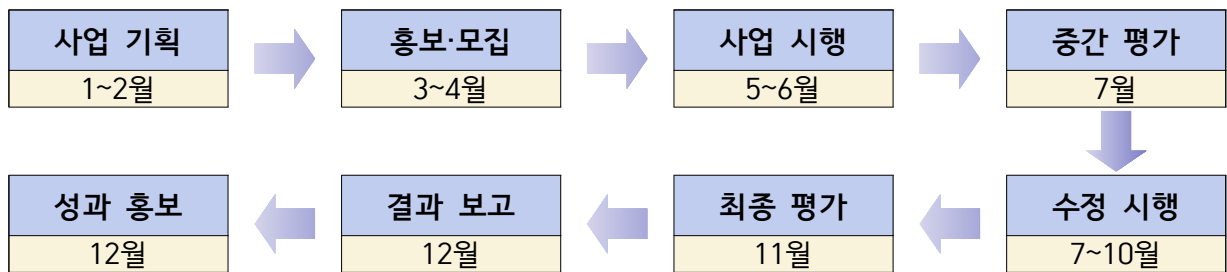 사업 기획
1~2월
홍보·모집
3~4월
사업 시행
5~6월
중간 평가
7월
수정 시행
7~10월
최종 평가
11월
결과 보고
12월
성과 홍보
12월